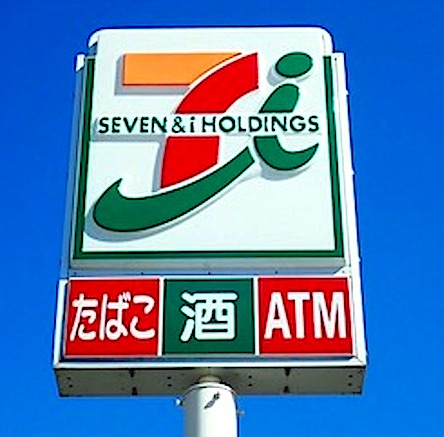 SEVEN & i HOLDINGS
たばこ 酒 ATM